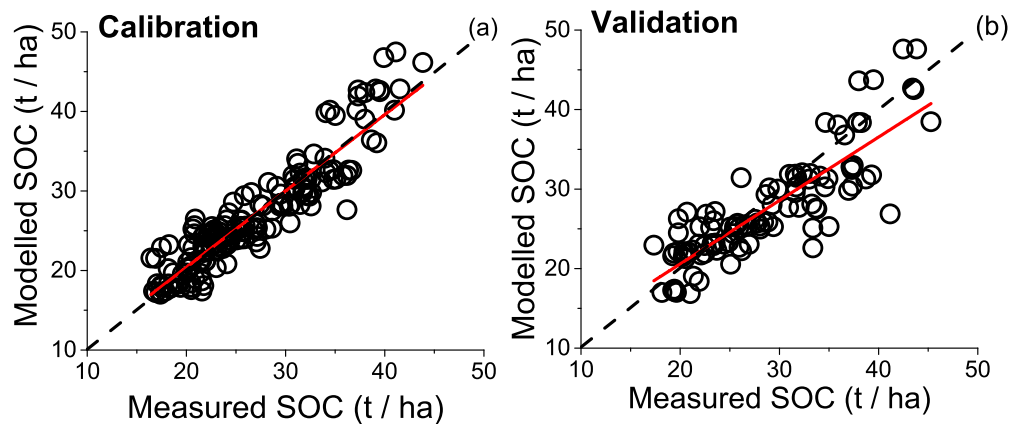 Calibration
(a)
50
40
30
20
10
Modelled SOC (t / ha)
10 20 30 40 50
Measured SOC (t / ha)
Validation
(b)
50
40
30
20
10
Modelled SOC (t / ha)
10 20 30 40 50
Measured SOC (t / ha)